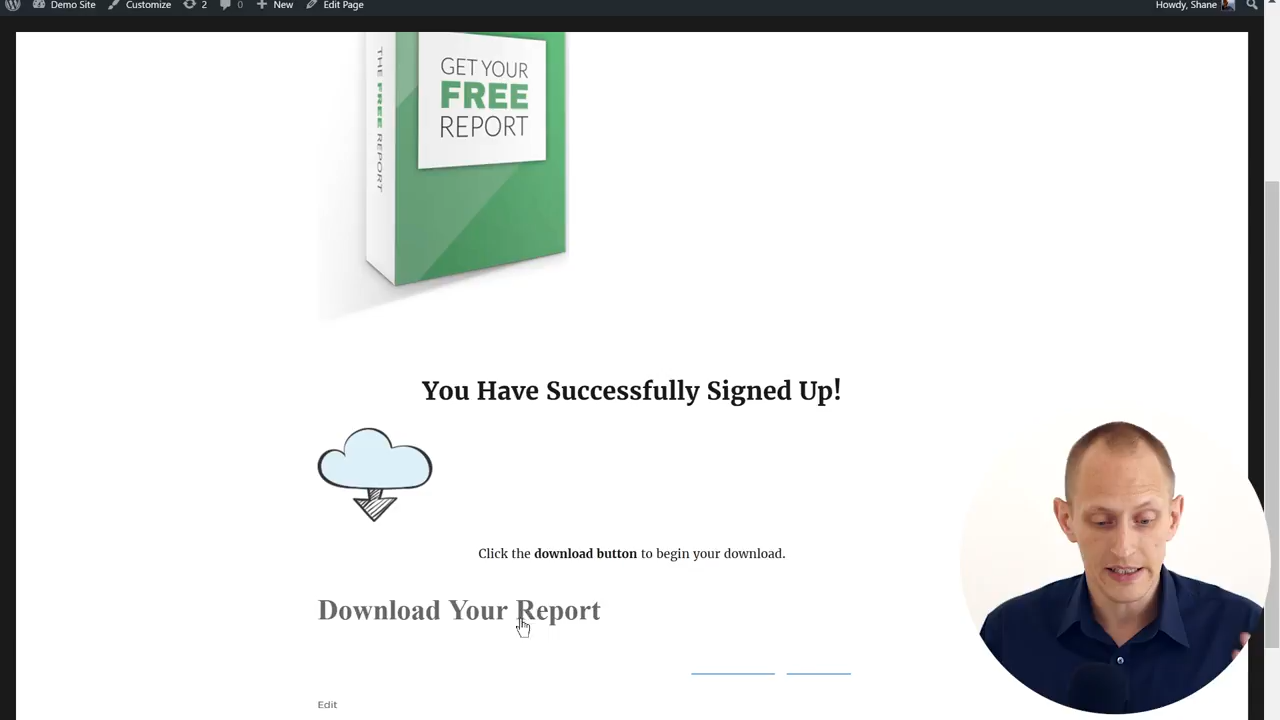 Demo Site Customize 2 0 New Edit Page Howdy, Shane
THE FREE REPORT
GET YOUR
FREE
REPORT
You Have Successfully Signed Up!
Click the download button to begin your download.
Download Your Report
Edit